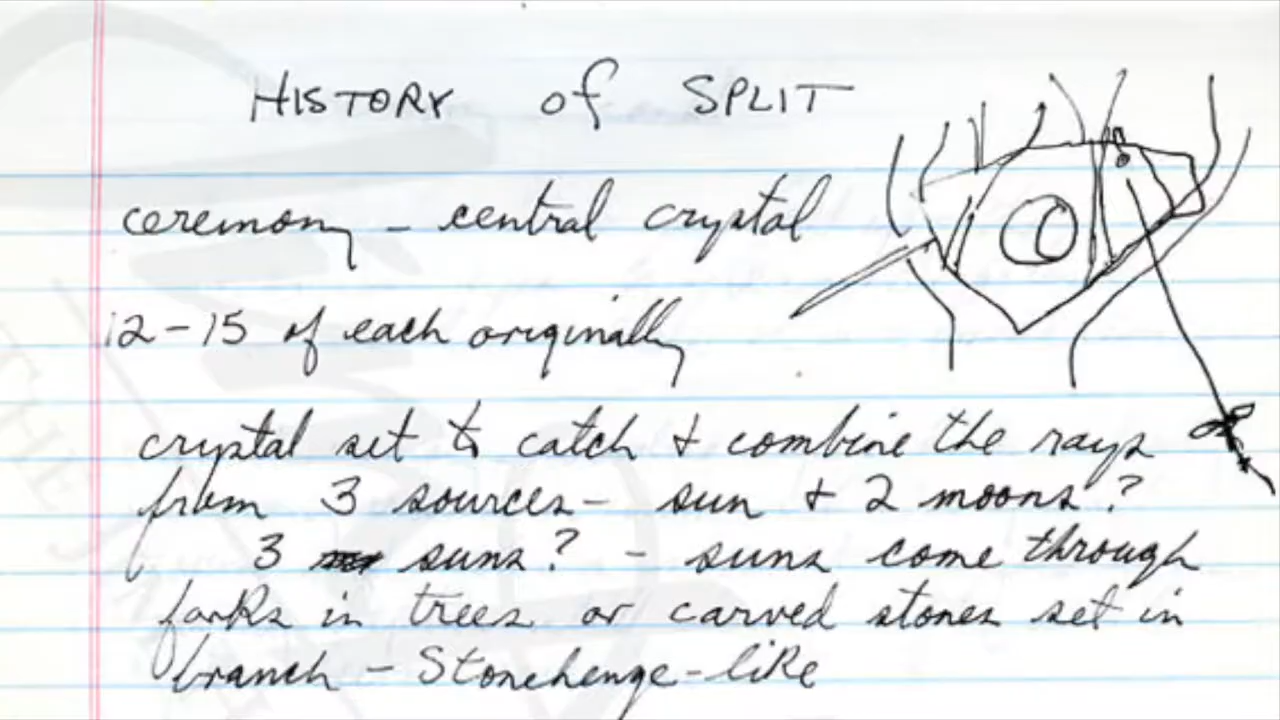 HISTORY of SPLIT
ceremony - central crystal
12-15 of each originally
crystal set to catch & combine the rays
from 3 sources - sun & 2 moons?
3 suns? - suns come through
forks in trees or carved stones set in
branch - Stonehenge-like
THE J